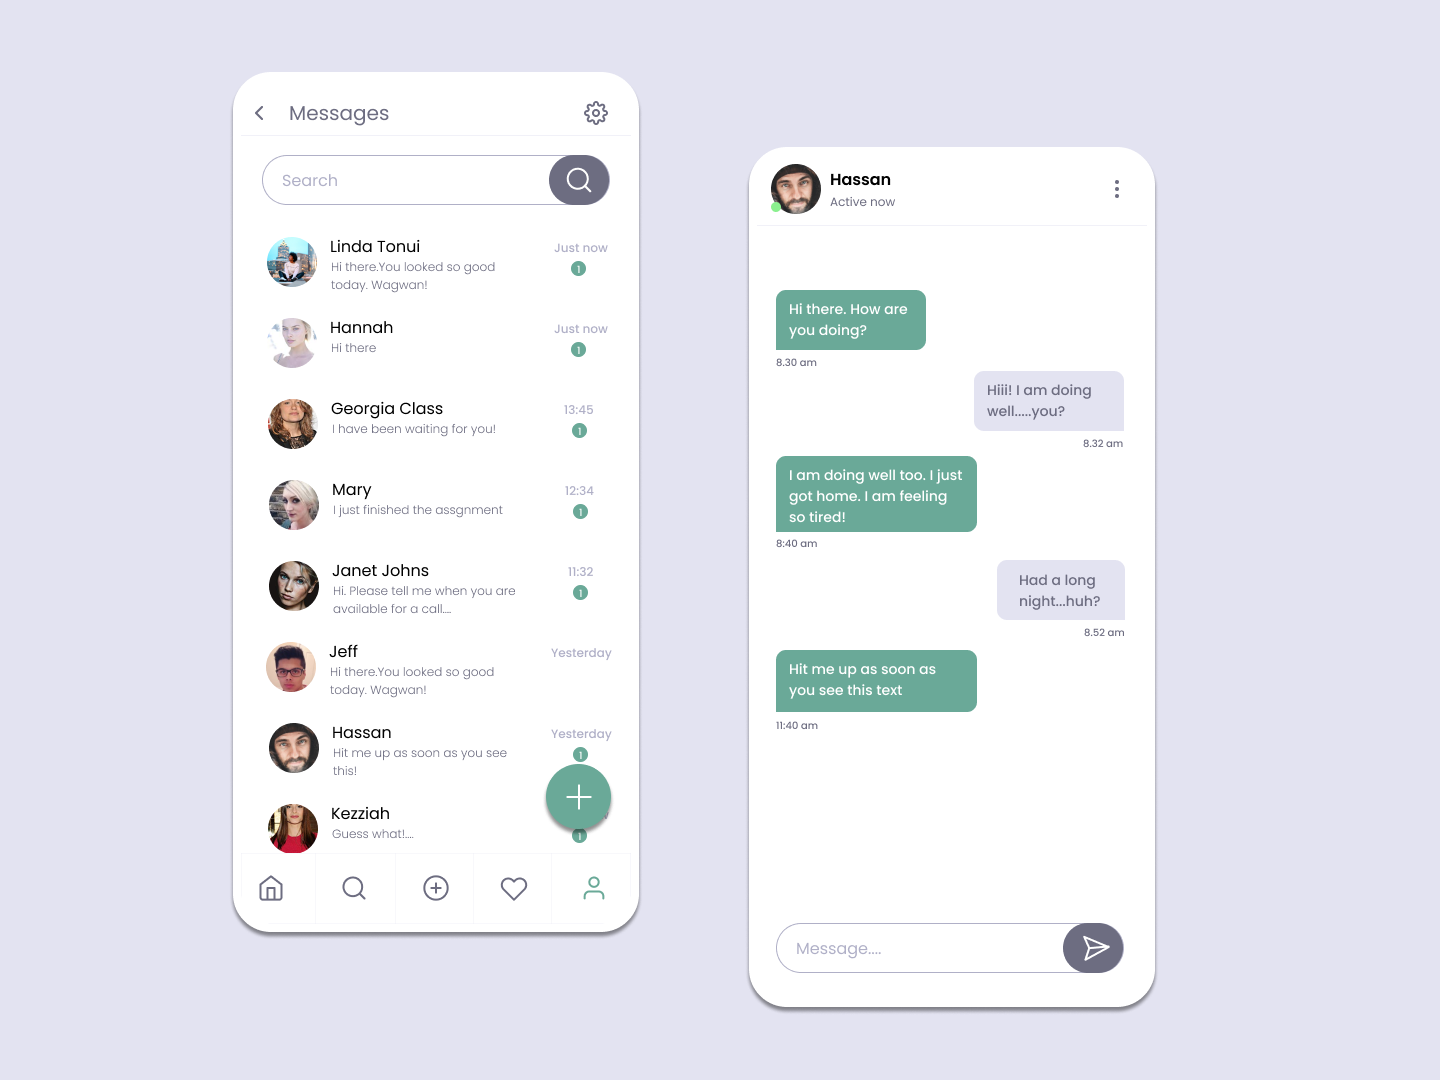 Messages
Search
Linda Tonui
Just now
Hi there.You looked so good
1
today. Wagwan!
Hannah
Just now
Hi there
1
Georgia Class
13:45
I have been waiting for you!
1
Mary
12:34
I just finished the assgnment
1
Janet Johns
11:32
Hi. Please tell me when you are
1
available for a call....
Jeff
Yesterday
Hi there.You looked so good
today. Wagwan!
Hassan
Yesterday
Hit me up as soon as you see
1
this!
Kezziah
Guess what!....
1
Hassan
Active now
Hi there. How are
you doing?
8.30 am
Hiii! I am doing
well.....you?
8.32 am
I am doing well too. I just
got home. I am feeling
so tired!
8:40 am
Had a long
night...huh?
8.52 am
Hit me up as soon as
you see this text
11:40 am
Message....